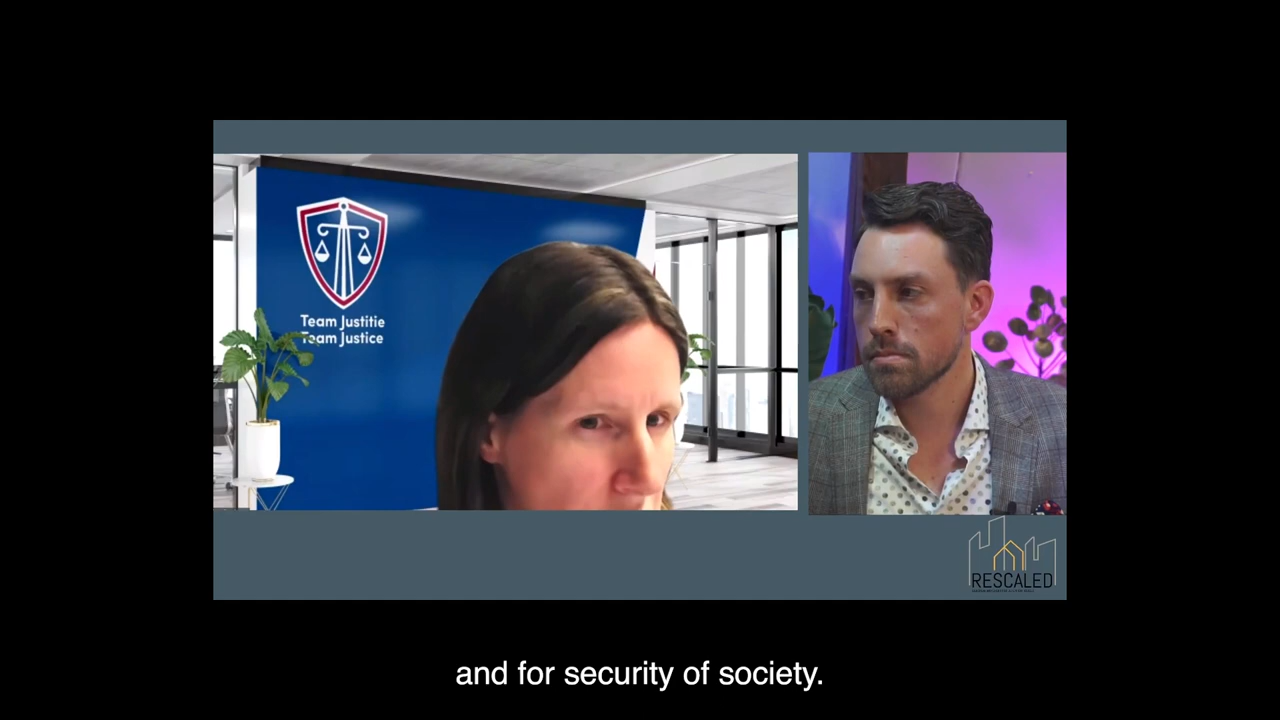 Team Justitie
Team Justice
RESCALED
and for security of society.